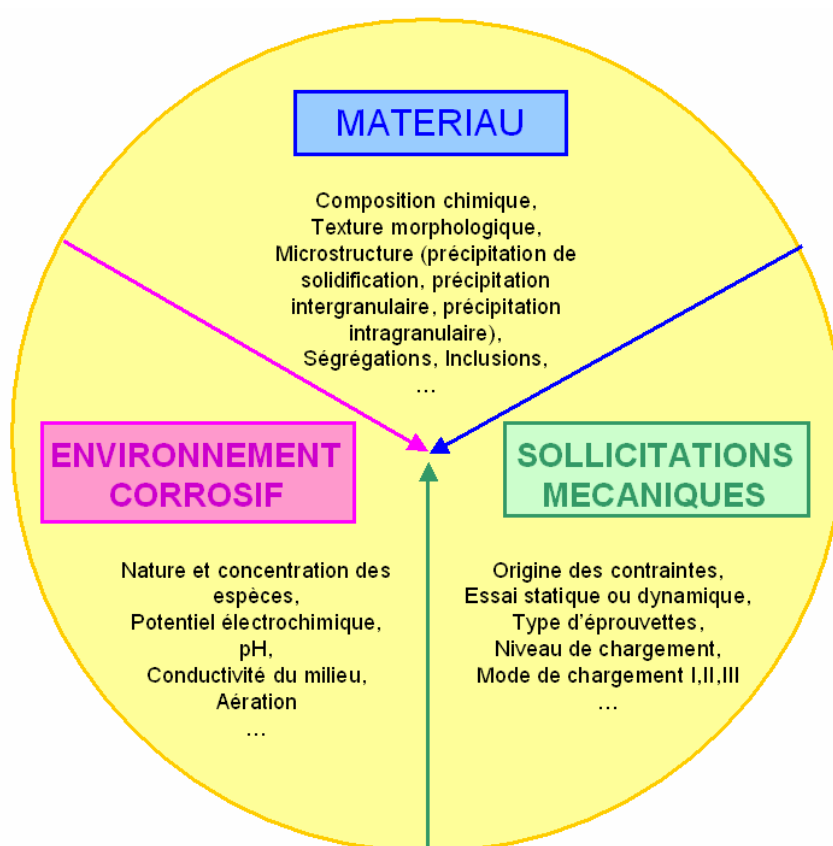 MATERIAU
Composition chimique,
Texture morphologique,
Microstructure (précipitation de
solidification, précipitation
intergranulaire, précipitation
intragranulaire),
Ségrégations, Inclusions,
...
ENVIRONNEMENT
CORROSIF
Nature et concentration des
espèces,
Potentiel électrochimique,
pH,
Conductivité du milieu,
Aération
...
SOLLICITATIONS
MECANIQUES
Origine des contraintes,
Essai statique ou dynamique,
Type d'éprouvettes,
Niveau de chargement,
Mode de chargement I,II,III
...